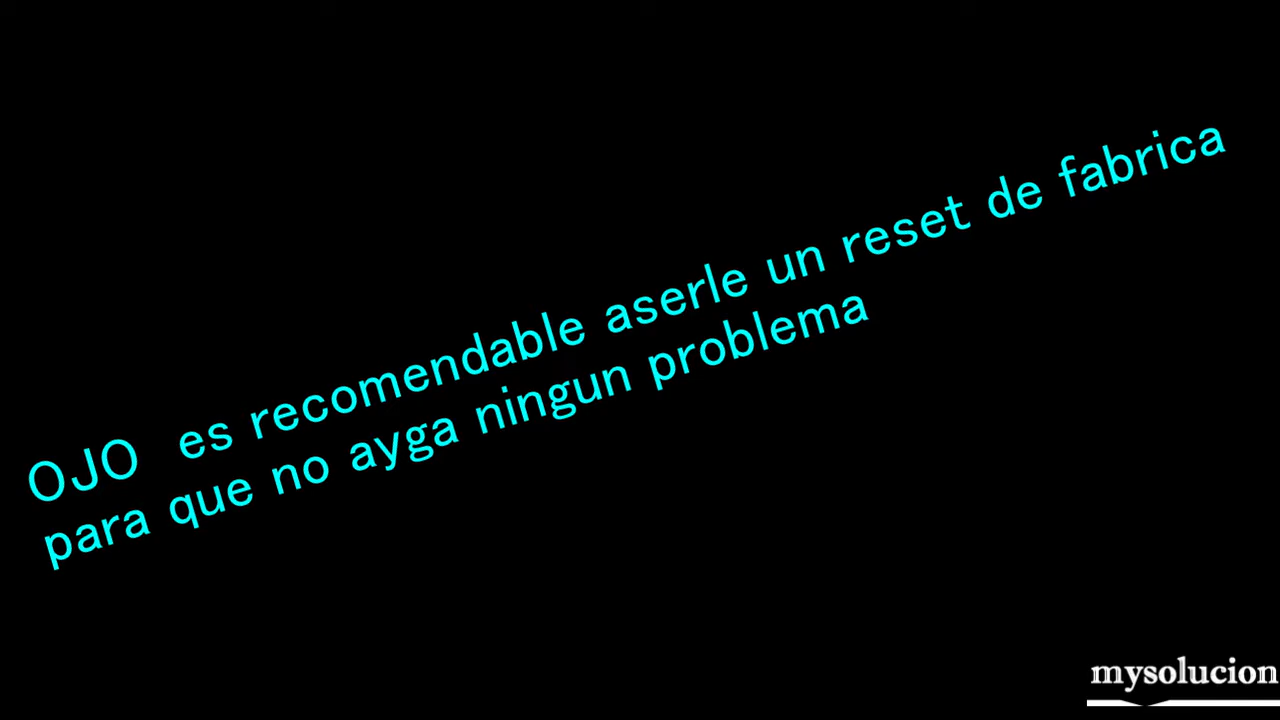 OJO es recomendable aserle un reset de fabrica
para que no ayga ningun problema
mysolucion